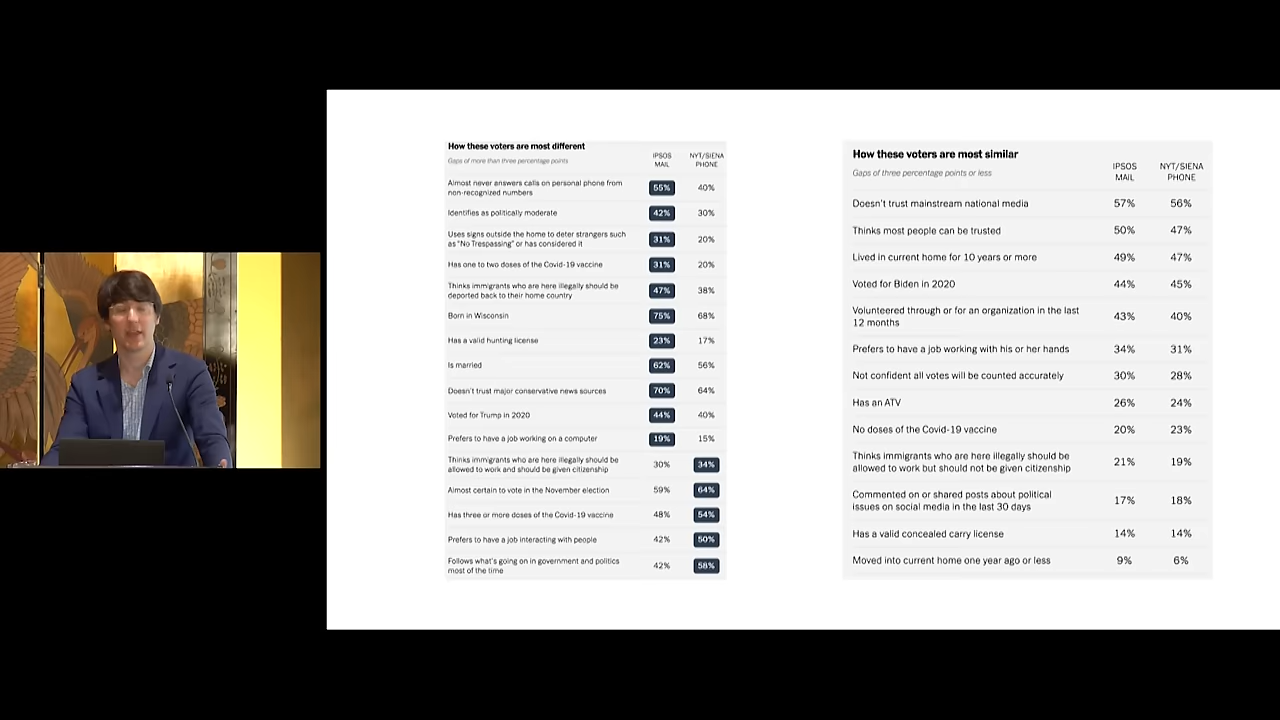 How these voters are most different
Gaps of more than three percentage points
IPSOS MAIL
NYT/SIENA PHONE
Almost never answers calls on personal phone from
non-recognized numbers 55% 40%
Identifies as politically moderate 42% 30%
Uses signs outside the home to deter strangers such
as "No Trespassing" or has considered it 31% 20%
Has one to two doses of the Covid-19 vaccine 31% 20%
Thinks immigrants who are here illegally should be
deported back to their home country 47% 38%
Born in Wisconsin 75% 68%
Has a valid hunting license 23% 17%
Is married 62% 56%
Doesn't trust major conservative news sources 70% 64%
Voted for Trump in 2020 44% 40%
Prefers to have a job working on a computer 19% 15%
Thinks immigrants who are here illegally should be
allowed to work and should be given citizenship 30% 34%
Almost certain to vote in the November election 59% 64%
Has three or more doses of the Covid-19 vaccine 48% 54%
Prefers to have a job interacting with people 42% 50%
Follows what's going on in government and politics
most of the time 42% 58%
How these voters are most similar
Gaps of three percentage points or less
IPSOS MAIL
NYT/SIENA PHONE
Doesn't trust mainstream national media 57% 56%
Thinks most people can be trusted 50% 47%
Lived in current home for 10 years or more 49% 47%
Voted for Biden in 2020 44% 45%
Volunteered through or for an organization in the last
12 months 43% 40%
Prefers to have a job working with his or her hands 34% 31%
Not confident all votes will be counted accurately 30% 28%
Has an ATV 26% 24%
No doses of the Covid-19 vaccine 20% 23%
Thinks immigrants who are here illegally should be
allowed to work but should not be given citizenship 21% 19%
Commented on or shared posts about political
issues on social media in the last 30 days 17% 18%
Has a valid concealed carry license 14% 14%
Moved into current home one year ago or less 9% 6%